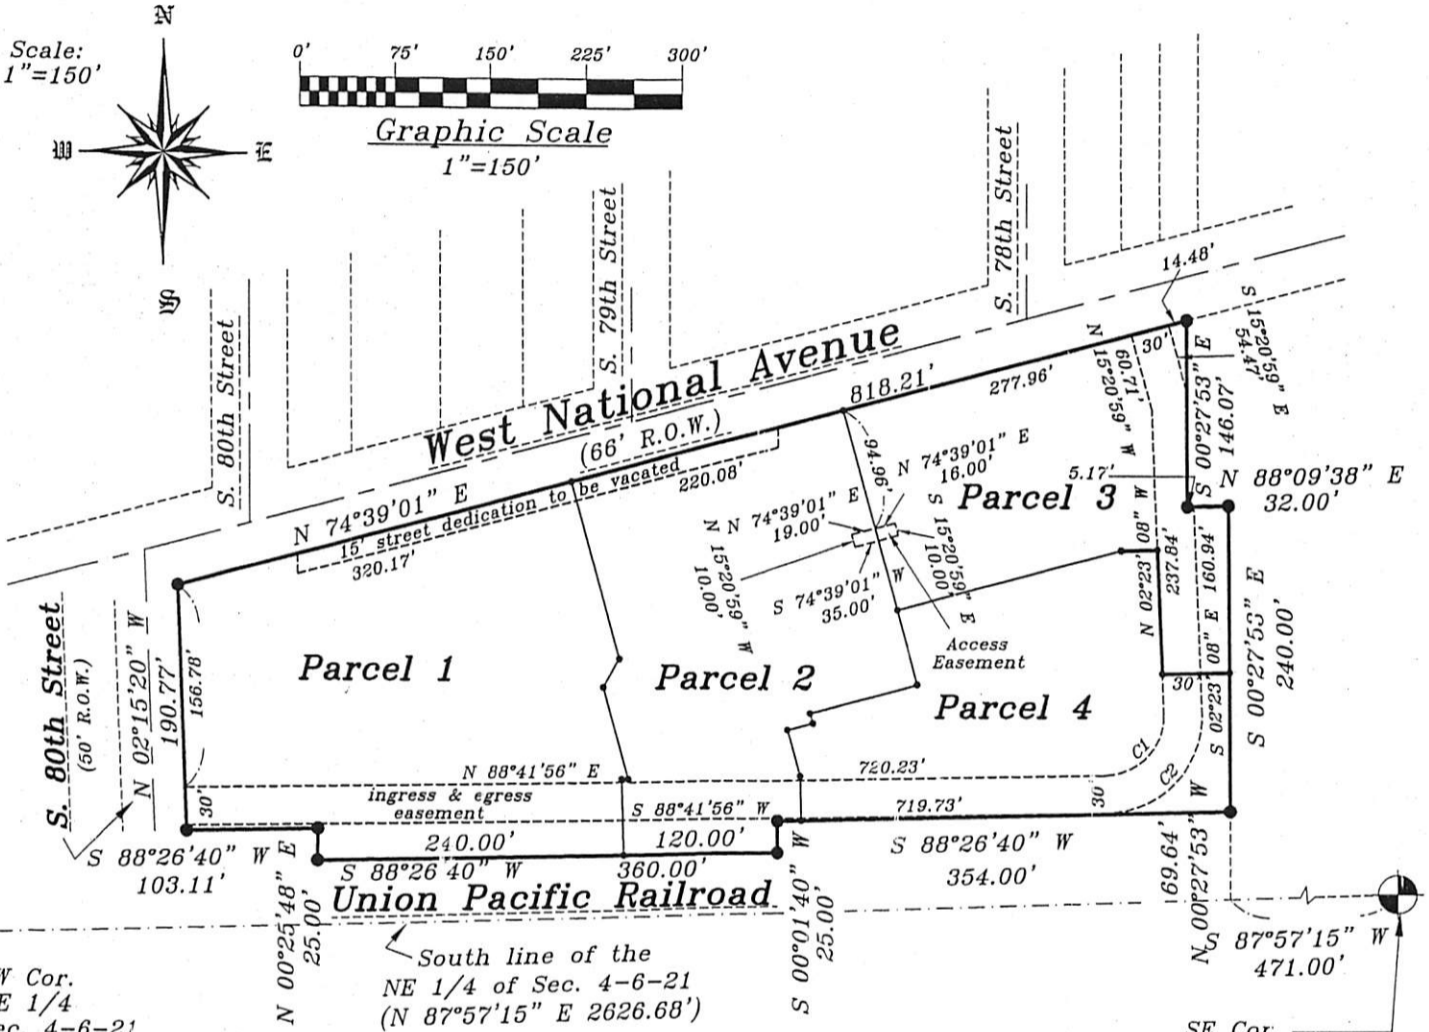 N
Scale:
1"=150'
W
E
S
0' 75' 150' 225' 300'
Graphic Scale
1"=150'
S. 80th Street
S. 79th Street
S. 78th Street
West National Avenue
(66' R.O.W.)
818.21'
277.96'
14.48'
30'
N 15°20'59" W
60.71'
S 15°20'59" E
54.47'
S 00°27'53" E
146.07'
N 88°09'38" E
32.00'
5.17'
N 74°39'01" E
15' street dedication to be vacated
320.17'
220.08'
94.96'
N 74°39'01" E
16.00'
N 74°39'01" E
19.00'
N 15°20'59" W
10.00'
S 15°20'59" E
10.00'
S 74°39'01" W
35.00'
Access
Easement
Parcel 3
N 02°23'08" W
237.84'
S 02°23'08" E 160.94'
S 00°27'53" E
240.00'
S. 80th Street
(50' R.O.W.)
N 02°15'20" W
190.77'
156.78'
Parcel 1
Parcel 2
Parcel 4
30
C1
C2
N 88°41'56" E
720.23'
30'
30'
ingress & egress
easement
S 88°41'56" W
719.73'
S 88°26'40" W
103.11'
240.00'
120.00'
S 88°26'40" W
360.00'
S 88°26'40" W
354.00'
N 00°25'48" E
25.00'
S 00°01'40" W
25.00'
69.64'
N 00°27'53" W
Union Pacific Railroad
S 87°57'15" W
471.00'
South line of the
NE 1/4 of Sec. 4-6-21
(N 87°57'15" E 2626.68')
W Cor.
E 1/4
ec. 4-6-21
SE Cor